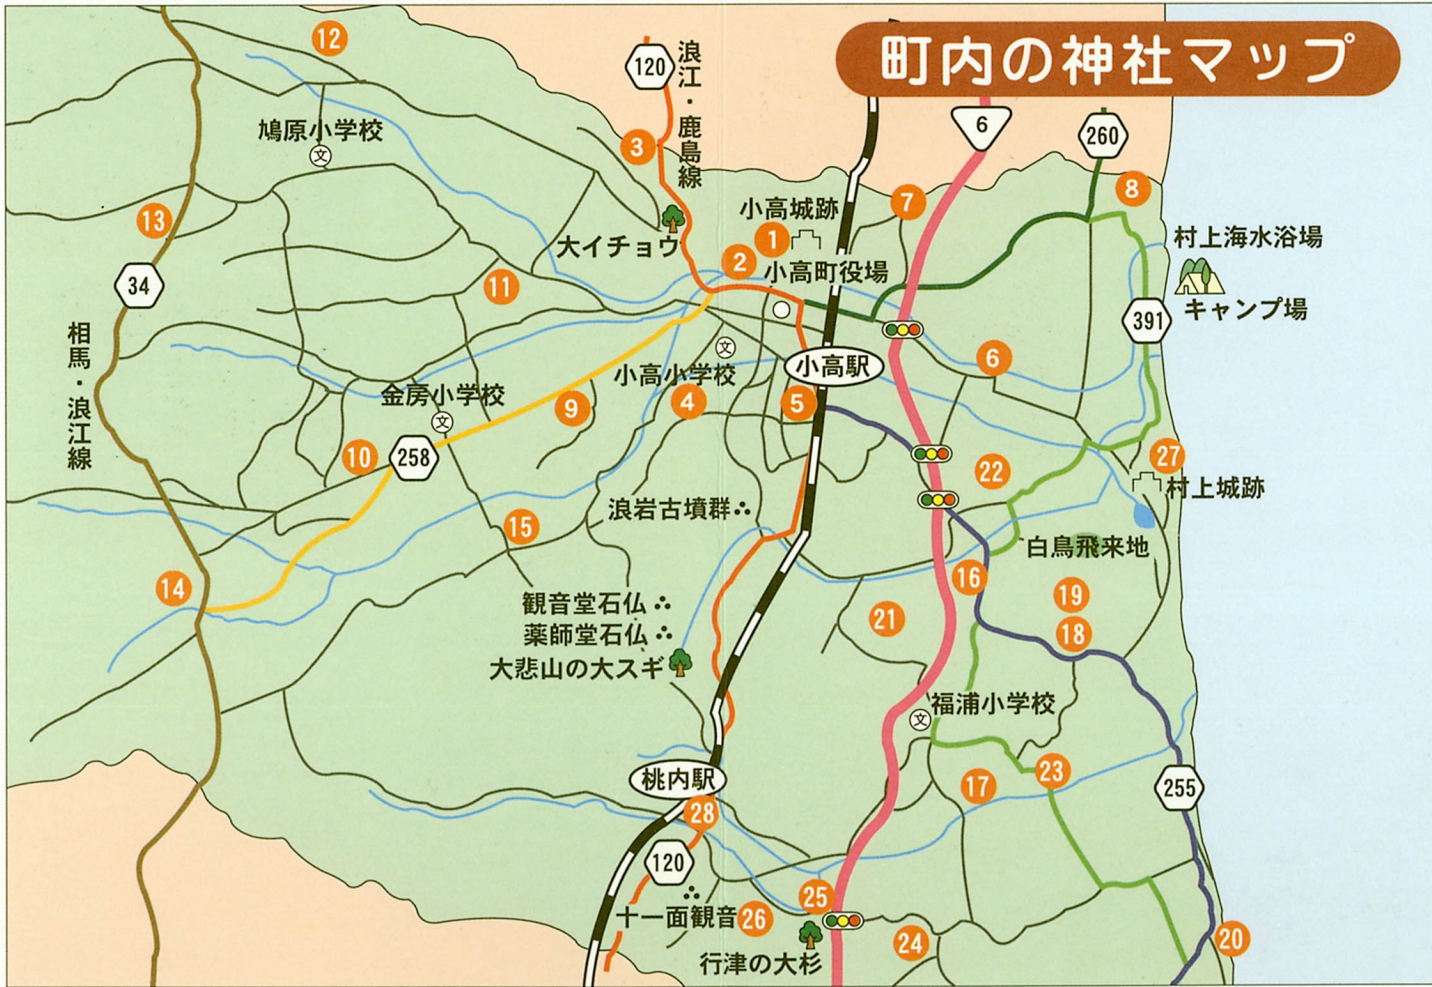 町内の神社マップ
12
120
浪江・鹿島線
6
260
鳩原小学校
文
3
8
7
13
小高城跡
1
村上海水浴場
大イチョウ
2
小高町役場
34
11
キャンプ場
391
相馬・浪江線
文
小高小学校
小高駅
6
金房小学校
文
9
4
5
10
258
22
27
村上城跡
浪岩古墳群
15
白鳥飛来地
14
16
19
観音堂石仏
21
18
薬師堂石仏
大悲山の大スギ
福浦小学校
文
桃内駅
17
23
255
28
120
十一面観音
26
25
24
20
行津の大杉